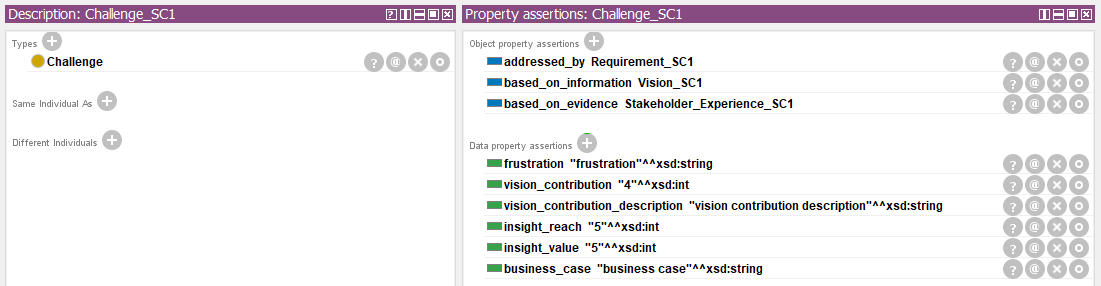 Description: Challenge_SC1
Types
Challenge
Same Individual As
Different Individuals
Property assertions: Challenge_SC1
Object property assertions
addressed_by Requirement_SC1
based_on_information Vision_SC1
based_on_evidence Stakeholder_Experience_SC1
Data property assertions
frustration "frustration"^^xsd:string
vision_contribution "4"^^xsd:int
vision_contribution_description "vision contribution description"^^xsd:string
insight_reach "5"^^xsd:int
insight_value "5"^^xsd:int
business_case "business case"^^xsd:string